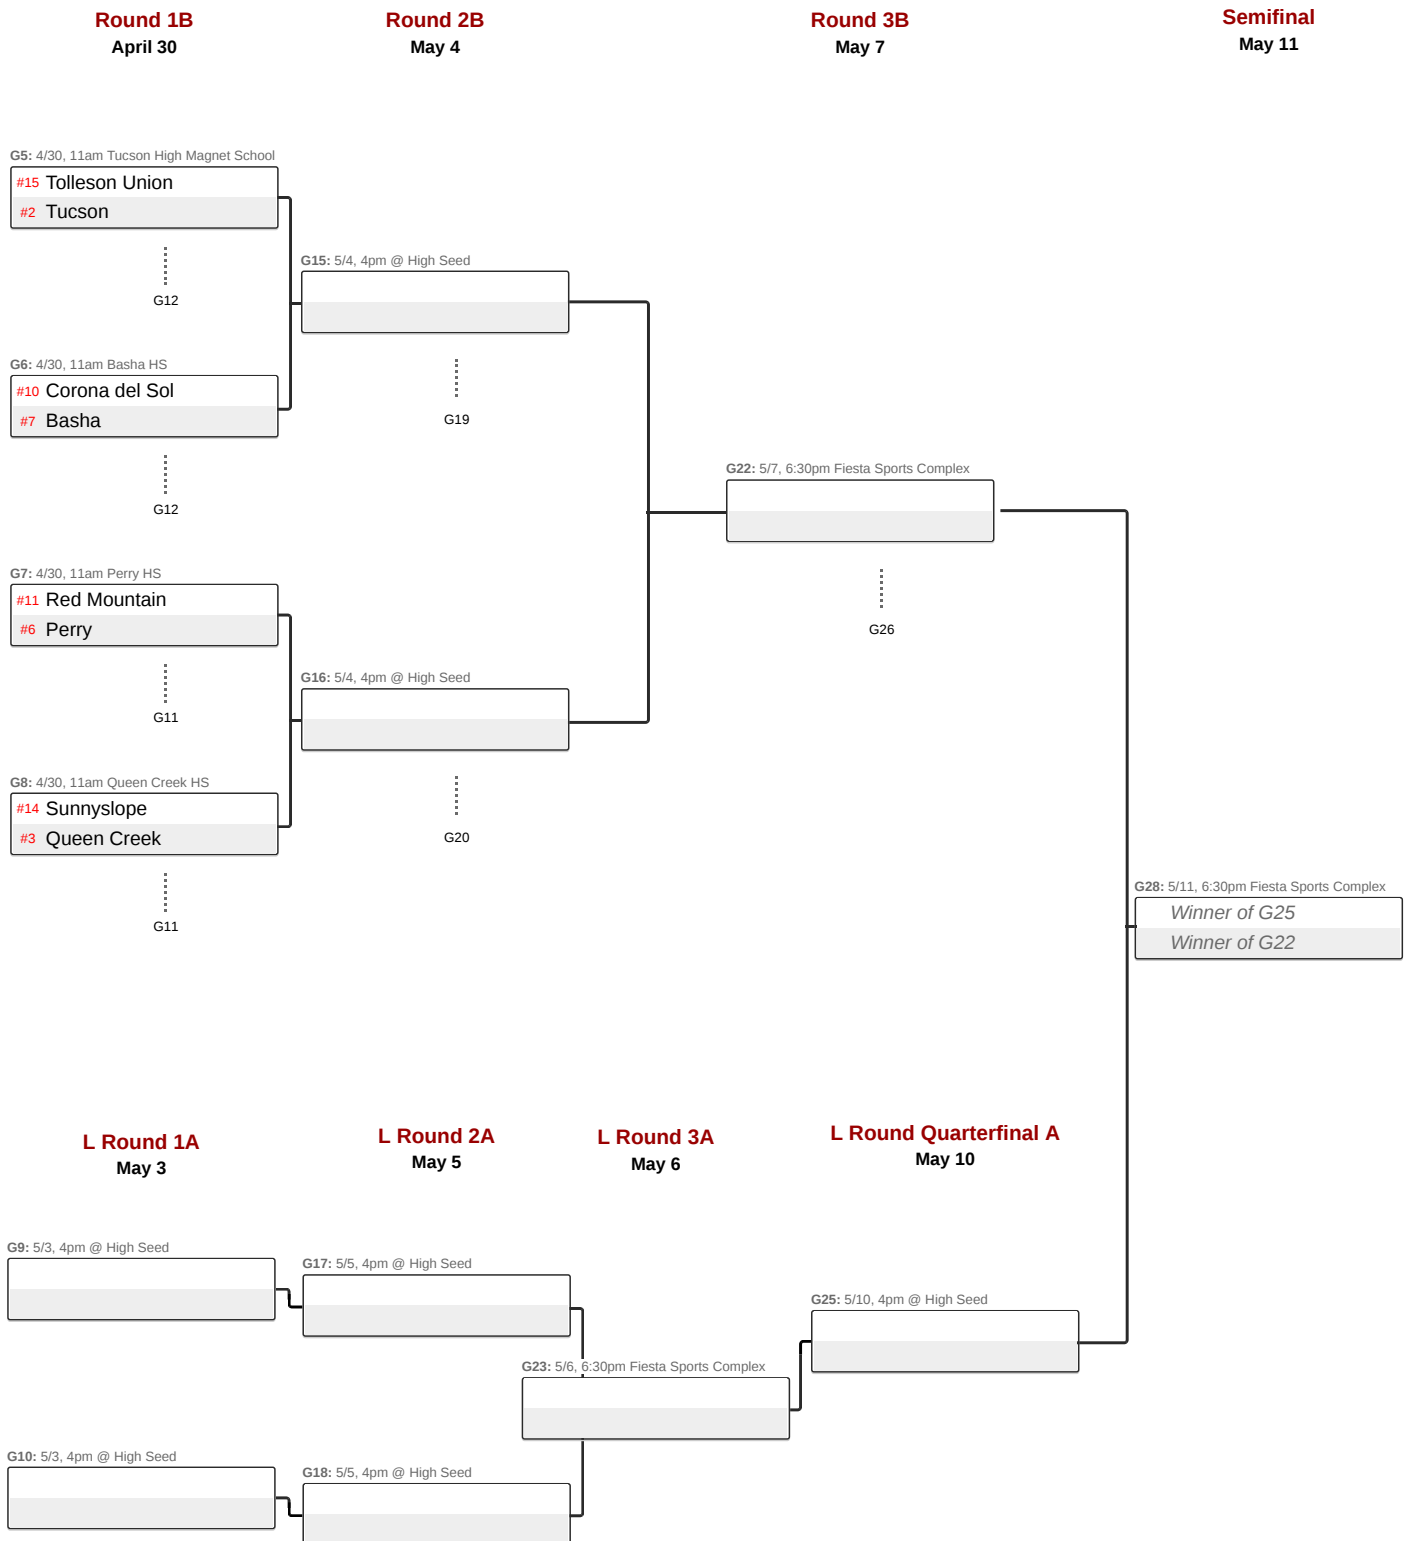 Round 1B
April 30
Round 2B
May 4
Round 3B
May 7
Semifinal
May 11
G5: 4/30, 11am Tucson High Magnet School
#15 Tolleson Union
#2 Tucson
G12
G15: 5/4, 4pm @ High Seed
G6: 4/30, 11am Basha HS
#10 Corona del Sol
#7 Basha
G19
G12
G22: 5/7, 6:30pm Fiesta Sports Complex
G7: 4/30, 11am Perry HS
#11 Red Mountain
#6 Perry
G26
G11
G16: 5/4, 4pm @ High Seed
G8: 4/30, 11am Queen Creek HS
#14 Sunnyslope
#3 Queen Creek
G20
G11
G28: 5/11, 6:30pm Fiesta Sports Complex
Winner of G25
Winner of G22
L Round 1A
May 3
L Round 2A
May 5
L Round 3A
May 6
L Round Quarterfinal A
May 10
G9: 5/3, 4pm @ High Seed
G17: 5/5, 4pm @ High Seed
G25: 5/10, 4pm @ High Seed
G23: 5/6, 6:30pm Fiesta Sports Complex
G10: 5/3, 4pm @ High Seed
G18: 5/5, 4pm @ High Seed